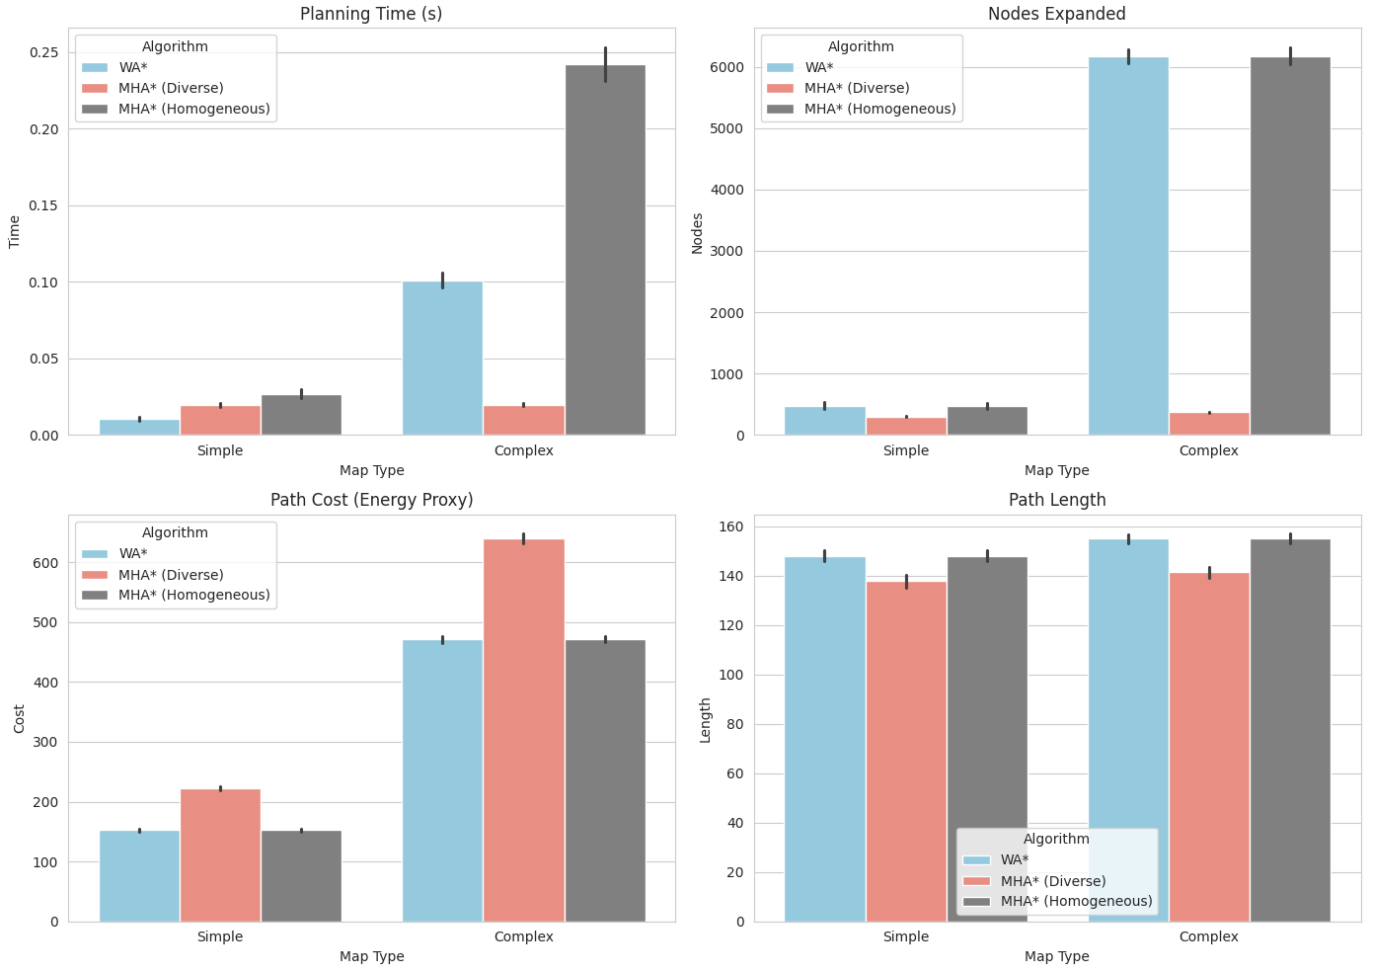 Planning Time (s)
Algorithm
WA*
MHA* (Diverse)
MHA* (Homogeneous)
0.25
0.20
0.15
0.10
0.05
0.00
Time
Simple
Complex
Map Type
Nodes Expanded
Algorithm
WA*
MHA* (Diverse)
MHA* (Homogeneous)
6000
5000
4000
3000
2000
1000
0
Nodes
Simple
Complex
Map Type
Path Cost (Energy Proxy)
Algorithm
WA*
MHA* (Diverse)
MHA* (Homogeneous)
600
500
400
300
200
100
0
Cost
Simple
Complex
Map Type
Path Length
160
140
120
100
80
60
40
20
0
Length
Algorithm
WA*
MHA* (Diverse)
MHA* (Homogeneous)
Simple
Complex
Map Type